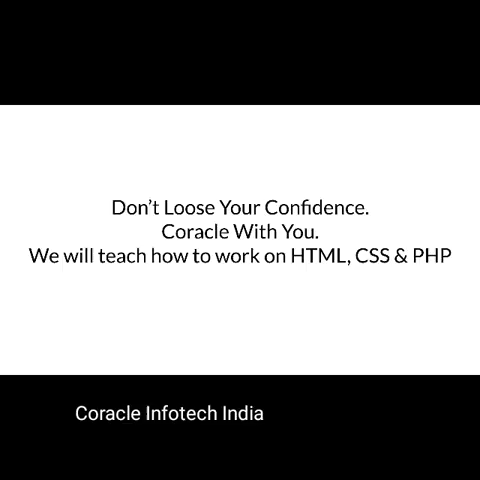 Don’t Loose Your Confidence.
Coracle With You.
We will teach how to work on HTML, CSS & PHP
Coracle Infotech India